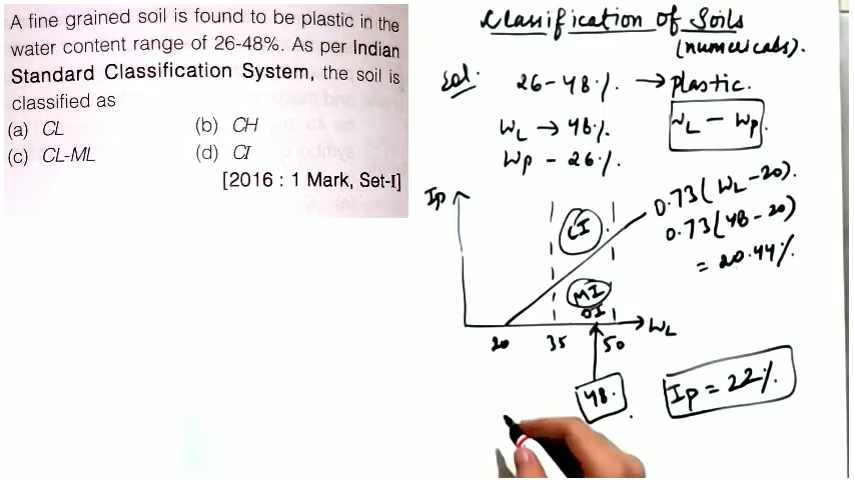 A fine grained soil is found to be plastic in the
water content range of 26-48%. As per Indian
Standard Classification System, the soil is
classified as
(a) CL
(b) CH
(c) CL-ML
(d) CI
[2016 : 1 Mark, Set-I]
Classification of Soils
(numericals).
Sol.
26-48% → plastic.
WL → 48%
WL - WP
WP - 26%
IP
0.73(WL-20).
0.73(48-20)
= 20.44%
CI
MI
OI
WL
20
35
50
48.
IP = 22%